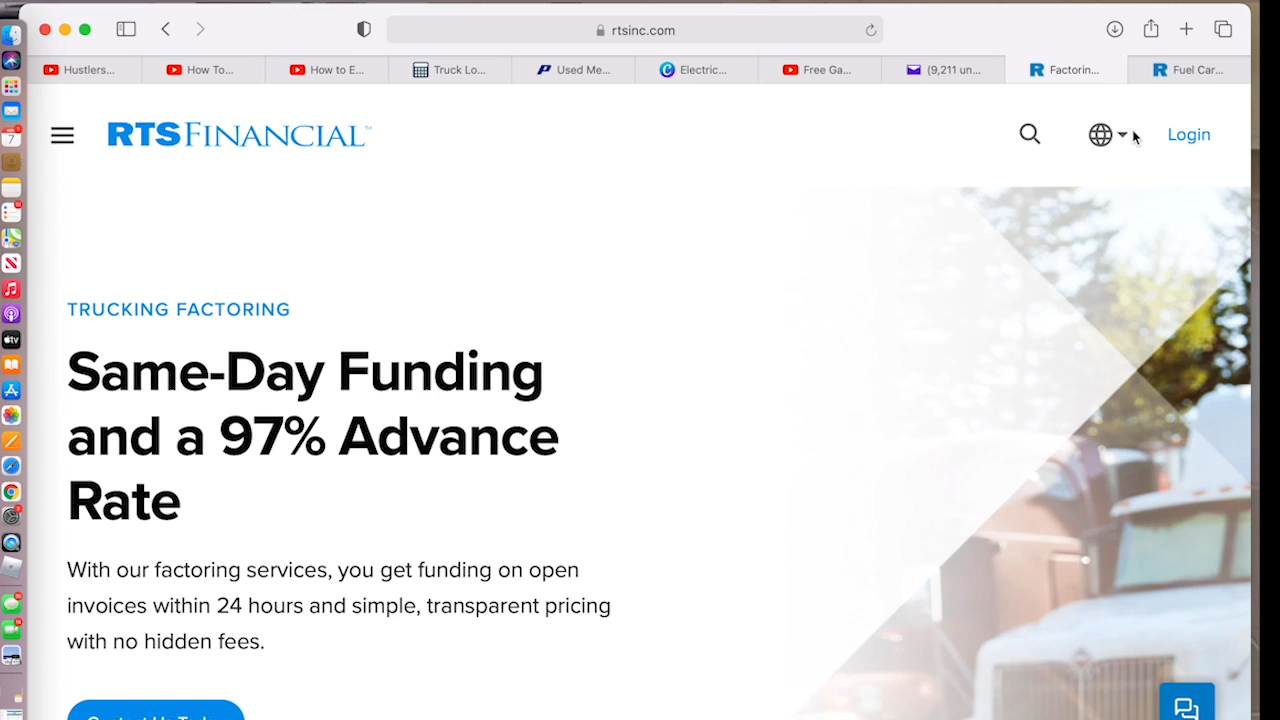 rtsinc.com
Hustlers...
How To...
How to E...
Truck Lo...
Used Me...
Electric...
Free Ga...
(9,211 un...
Factorin...
Fuel Car...
RTS FINANCIAL™
Login
TRUCKING FACTORING
Same-Day Funding
and a 97% Advance
Rate
With our factoring services, you get funding on open
invoices within 24 hours and simple, transparent pricing
with no hidden fees.